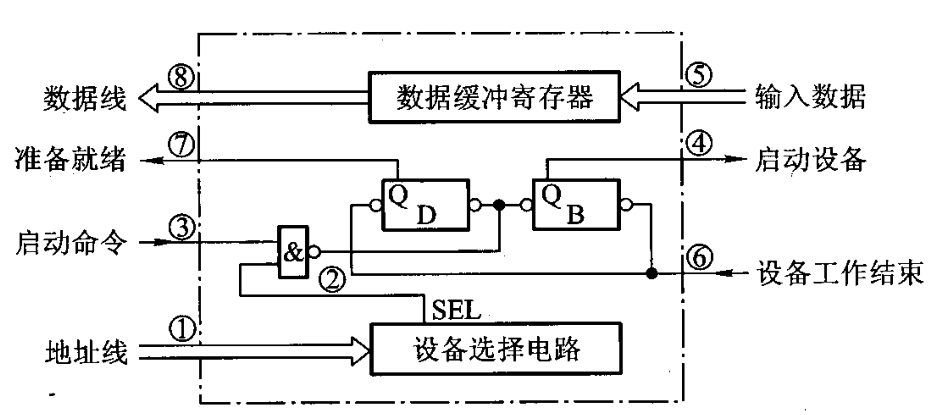 ⑧ ⑤
数据线 数据缓冲寄存器 输入数据
⑦ ④
准备就绪 启动设备
Q Q
D B
③
启动命令 & ⑥
② 设备工作结束
SEL
①
地址线 设备选择电路